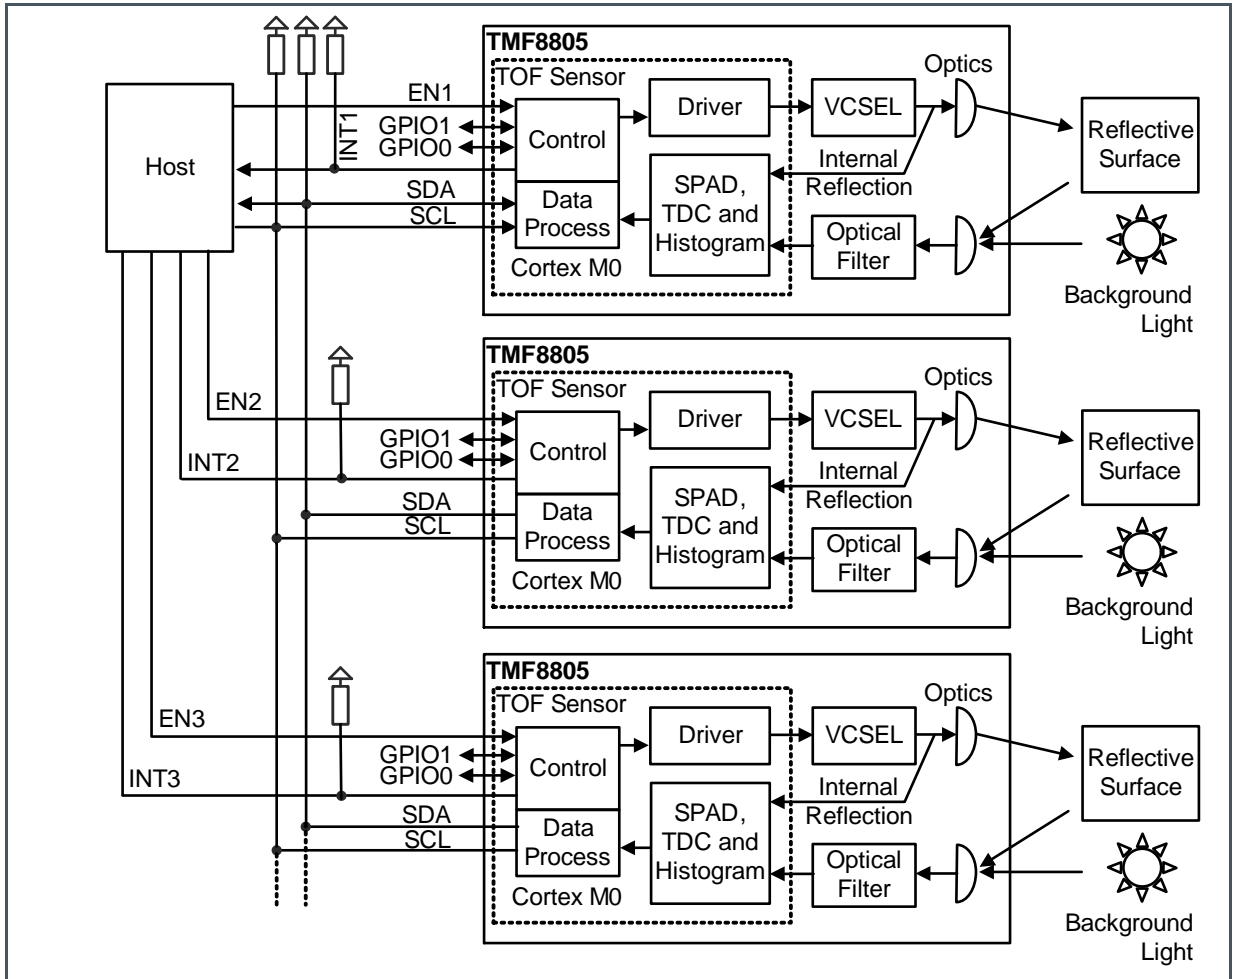 TMF8805
TOF Sensor
Optics
EN1
Driver
VCSEL
GPIO1
GPIO0
INT1
Control
Host
Reflective
Surface
Internal
Reflection
SDA
SCL
Data
Process
SPAD,
TDC and
Histogram
Optical
Filter
Cortex M0
Background
Light
TMF8805
TOF Sensor
Optics
EN2
Driver
VCSEL
GPIO1
GPIO0
INT2
Control
Reflective
Surface
Internal
Reflection
SDA
SCL
Data
Process
SPAD,
TDC and
Histogram
Optical
Filter
Cortex M0
Background
Light
TMF8805
TOF Sensor
Optics
EN3
Driver
VCSEL
GPIO1
GPIO0
INT3
Control
Reflective
Surface
Internal
Reflection
SDA
SCL
Data
Process
SPAD,
TDC and
Histogram
Optical
Filter
Cortex M0
Background
Light